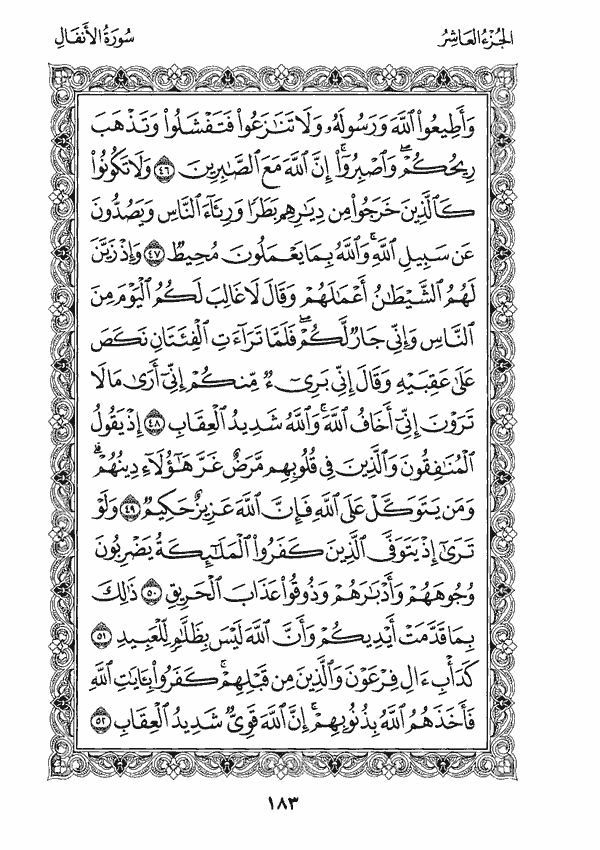 الجزء العاشر
سورة الأنفال
وَأَطِيعُوا۟ ٱللَّهَ وَرَسُولَهُۥ وَلَا تَنَٰزَعُوا۟ فَتَفْشَلُوا۟ وَتَذْهَبَ
رِيحُكُمْ ۖ وَٱصْبِرُوٓا۟ ۚ إِنَّ ٱللَّهَ مَعَ ٱلصَّٰبِرِينَ ٤٦ وَلَا تَكُونُوا۟
كَٱلَّذِينَ خَرَجُوا۟ مِن دِيَٰرِهِم بَطَرًا وَرِئَآءَ ٱلنَّاسِ وَيَصُدُّونَ
عَن سَبِيلِ ٱللَّهِ ۚ وَٱللَّهُ بِمَا يَعْمَلُونَ مُحِيطٌ ٤٧ وَإِذْ زَيَّنَ
لَهُمُ ٱلشَّيْطَٰنُ أَعْمَٰلَهُمْ وَقَالَ لَا غَالِبَ لَكُمُ ٱلْيَوْمَ مِنَ
ٱلنَّاسِ وَإِنِّى جَارٌ لَّكُمْ ۖ فَلَمَّا تَرَآءَتِ ٱلْفِئَتَانِ نَكَصَ
عَلَىٰ عَقِبَيْهِ وَقَالَ إِنِّى بَرِىٓءٌ مِّنكُمْ إِنِّىٓ أَرَىٰ مَا لَا
تَرَوْنَ إِنِّىٓ أَخَافُ ٱللَّهَ ۚ وَٱللَّهُ شَدِيدُ ٱلْعِقَابِ ٤٨ إِذْ يَقُولُ
ٱلْمُنَٰفِقُونَ وَٱلَّذِينَ فِى قُلُوبِهِم مَّرَضٌ غَرَّ هَٰٓؤُلَآءِ دِينُهُمْ ۗ
وَمَن يَتَوَكَّلْ عَلَى ٱللَّهِ فَإِنَّ ٱللَّهَ عَزِيزٌ حَكِيمٌ ٤٩ وَلَوْ
تَرَىٰٓ إِذْ يَتَوَفَّى ٱلَّذِينَ كَفَرُوا۟ ۙ ٱلْمَلَٰٓئِكَةُ يَضْرِبُونَ
وُجُوهَهُمْ وَأَدْبَٰرَهُمْ وَذُوقُوا۟ عَذَابَ ٱلْحَرِيقِ ٥٠ ذَٰلِكَ
بِمَا قَدَّمَتْ أَيْدِيكُمْ وَأَنَّ ٱللَّهَ لَيْسَ بِظَلَّٰمٍ لِّلْعَبِيدِ ٥١
كَدَأْبِ ءَالِ فِرْعَوْنَ ۙ وَٱلَّذِينَ مِن قَبْلِهِمْ ۚ كَفَرُوا۟ بِـَٔايَٰتِ ٱللَّهِ
فَأَخَذَهُمُ ٱللَّهُ بِذُنُوبِهِمْ ۗ إِنَّ ٱللَّهَ قَوِىٌّ شَدِيدُ ٱلْعِقَابِ ٥٢
١٨٣